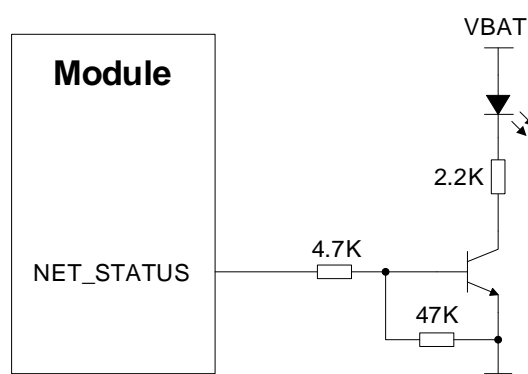 VBAT
Module
2.2K
4.7K
NET_STATUS
47K